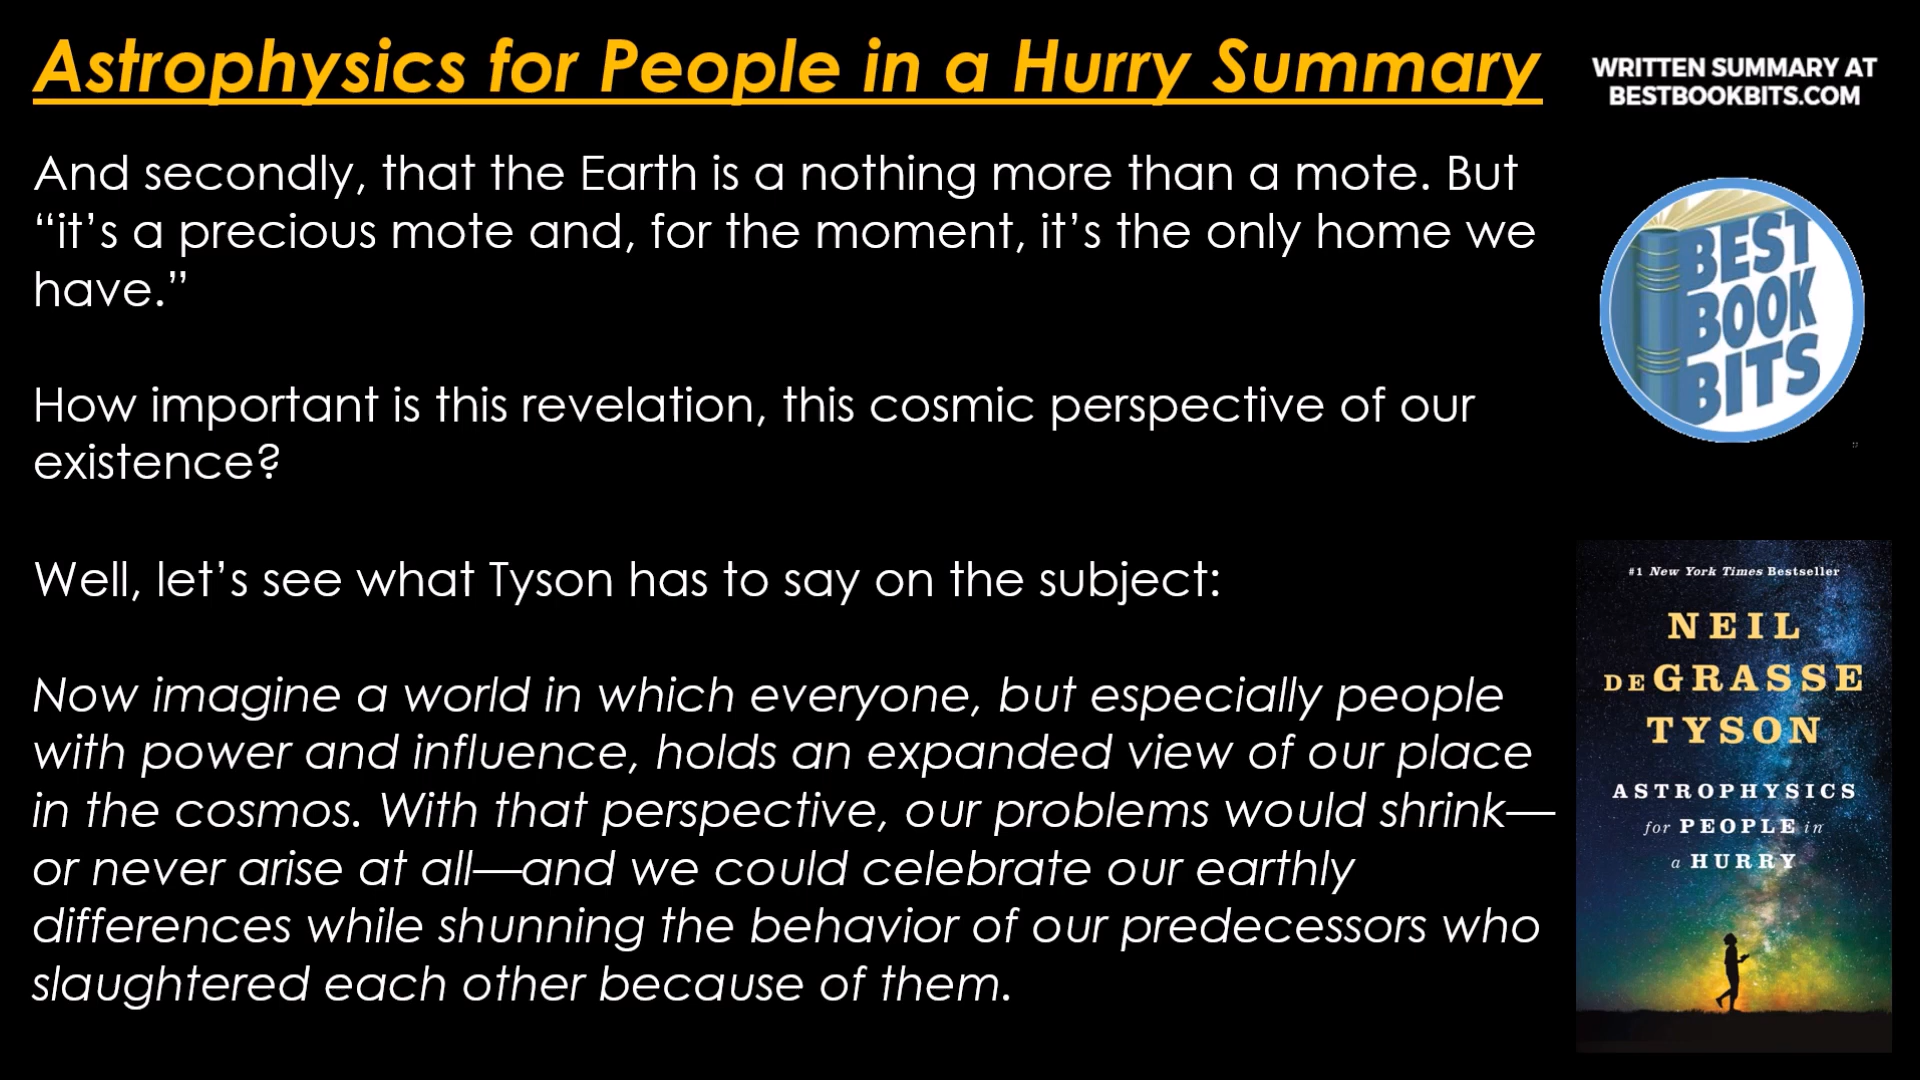 Astrophysics for People in a Hurry Summary
WRITTEN SUMMARY AT
BESTBOOKBITS.COM
And secondly, that the Earth is a nothing more than a mote. But
“it’s a precious mote and, for the moment, it’s the only home we
have.”
How important is this revelation, this cosmic perspective of our
existence?
Well, let’s see what Tyson has to say on the subject:
Now imagine a world in which everyone, but especially people
with power and influence, holds an expanded view of our place
in the cosmos. With that perspective, our problems would shrink—
or never arise at all—and we could celebrate our earthly
differences while shunning the behavior of our predecessors who
slaughtered each other because of them.
BEST
BOOK
BITS
#1 New York Times Bestseller
NEIL
DEGRASSE
TYSON
ASTROPHYSICS
for PEOPLE in
a HURRY